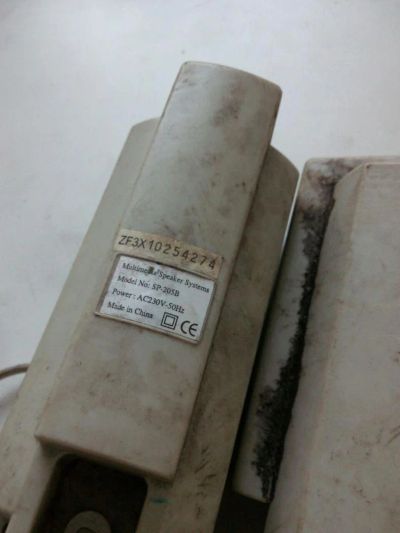 ZF3X10254274
Multimedia Speaker Systems
Model No: SP-205B
Power: AC230V~50Hz
Made in China CE